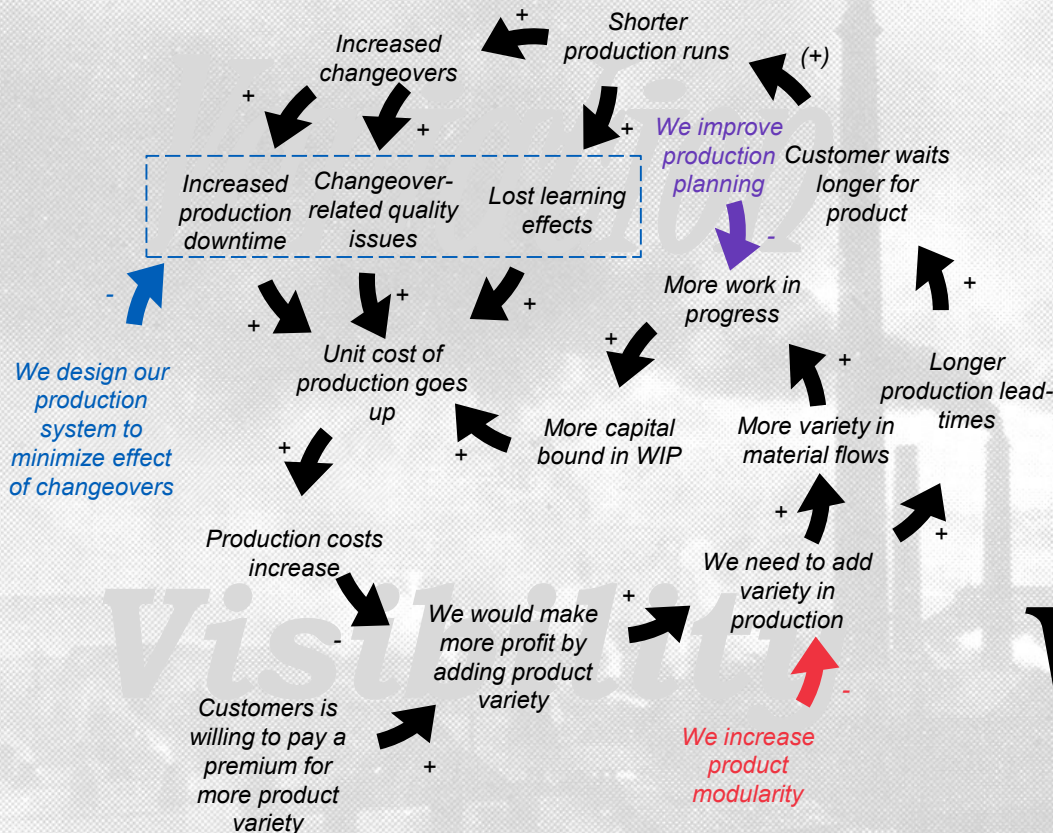 Shorter
production runs
+
Increased
changeovers
(+)
+
+
+
We improve
production
planning
Customer waits
longer for
product
Increased
production
downtime
Changeover-
related quality
issues
Lost learning
effects
-
-
More work in
progress
+
+
+
+
+
Unit cost of
production goes
up
We design our
production
system to
minimize effect
of changeovers
+
Longer
production lead-
times
More capital
bound in WIP
More variety in
material flows
+
+
+
+
Production costs
increase
We need to add
variety in
production
-
+
We would make
more profit by
adding product
variety
Visibility
Customers is
willing to pay a
premium for
more product
variety
+
-
We increase
product
modularity